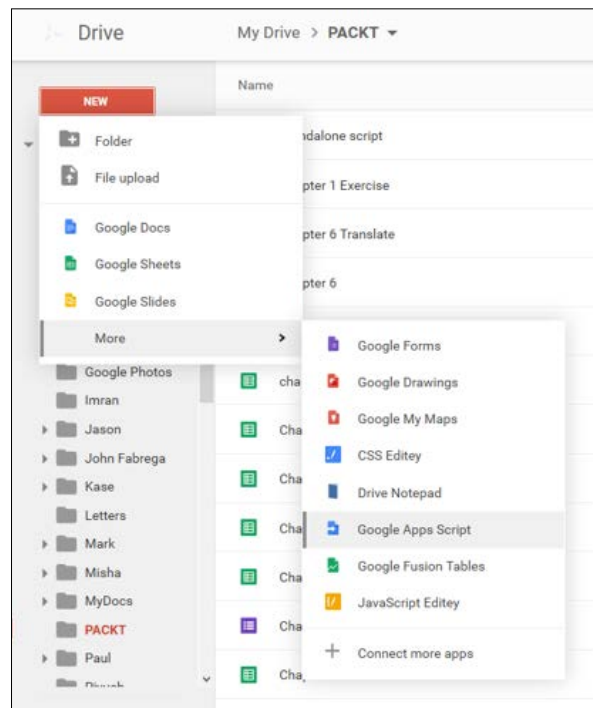 Drive
My Drive > PACKT
NEW
Name
Folder
File upload
Google Docs
Google Sheets
Google Slides
More
ndalone script
pter 1 Exercise
pter 6 Translate
pter 6
Google Photos
Imran
Jason
John Fabrega
Kase
Letters
Mark
Misha
MyDocs
PACKT
Paul
cha
Cha
Cha
Cha
Cha
Cha
Cha
Google Forms
Google Drawings
Google My Maps
CSS Editey
Drive Notepad
Google Apps Script
Google Fusion Tables
JavaScript Editey
Connect more apps